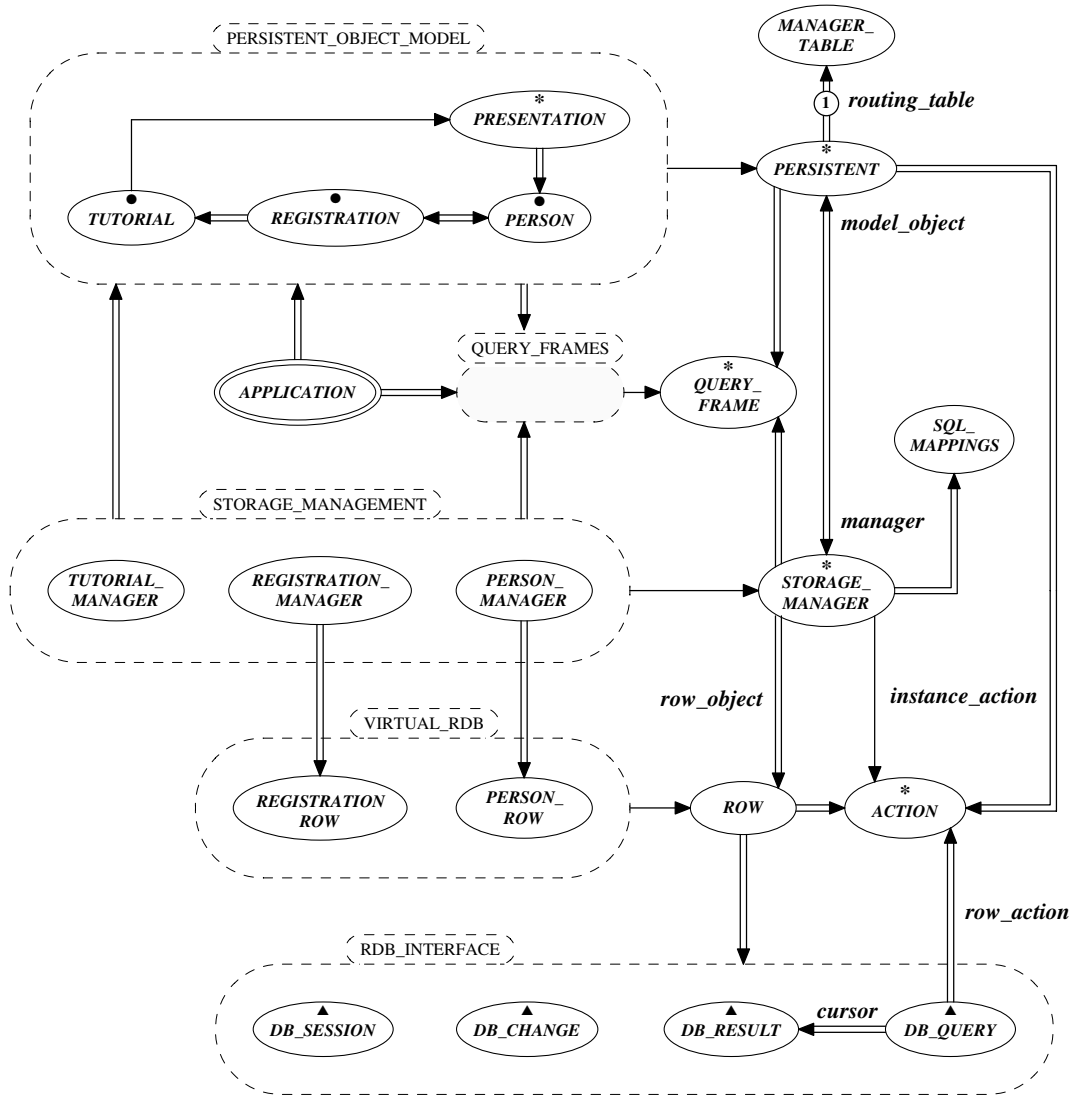 PERSISTENT_OBJECT_MODEL
MANAGER_
TABLE
1
routing_table
*
PRESENTATION
*
PERSISTENT
TUTORIAL
REGISTRATION
PERSON
model_object
QUERY_FRAMES
APPLICATION
*
QUERY_
FRAME
SQL_
MAPPINGS
STORAGE_MANAGEMENT
manager
TUTORIAL_
MANAGER
REGISTRATION_
MANAGER
PERSON_
MANAGER
*
STORAGE_
MANAGER
row_object
instance_action
VIRTUAL_RDB
REGISTRATION_
ROW
PERSON_
ROW
ROW
*
ACTION
row_action
RDB_INTERFACE
cursor
DB_SESSION
DB_CHANGE
DB_RESULT
DB_QUERY